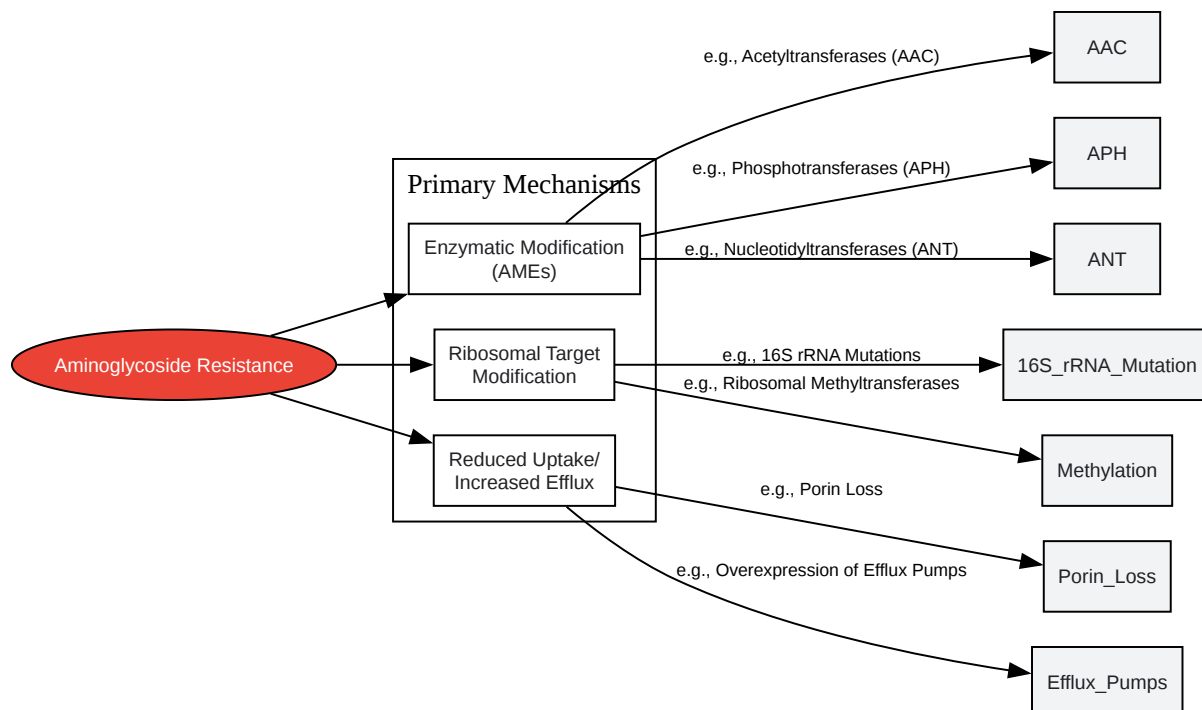 e.g., Acetyltransferases (AAC)
AAC
e.g., Phosphotransferases (APH)
APH
Primary Mechanisms
Enzymatic Modification
(AMEs)
e.g., Nucleotidyltransferases (ANT)
ANT
Aminoglycoside Resistance
Ribosomal Target
Modification
e.g., 16S rRNA Mutations
16S_rRNA_Mutation
e.g., Ribosomal Methyltransferases
Methylation
Reduced Uptake/
Increased Efflux
e.g., Porin Loss
Porin_Loss
e.g., Overexpression of Efflux Pumps
Efflux_Pumps